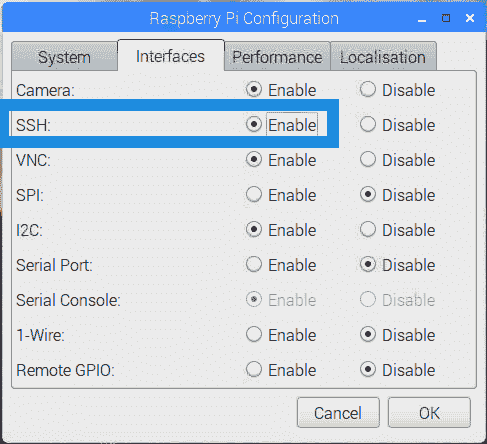 Raspberry Pi Configuration
System Interfaces Performance Localisation
Camera: Enable Disable
SSH: Enable Disable
VNC: Enable Disable
SPI: Enable Disable
I2C: Enable Disable
Serial Port: Enable Disable
Serial Console: Enable Disable
1-Wire: Enable Disable
Remote GPIO: Enable Disable
Cancel OK